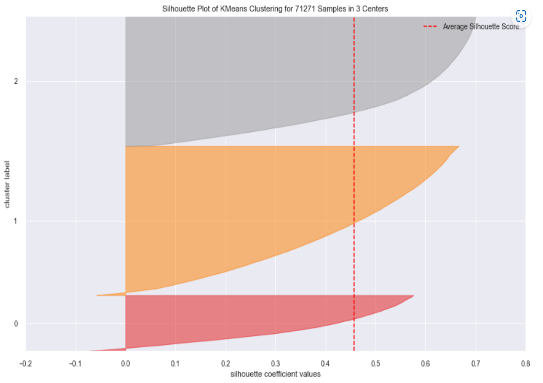 Silhouette Plot of KMeans Clustering for 71271 Samples in 3 Centers
Average Silhouette Score
cluster label
2
1
0
-0.2 -0.1 0.0 0.1 0.2 0.3 0.4 0.5 0.6 0.7 0.8
silhouette coefficient values